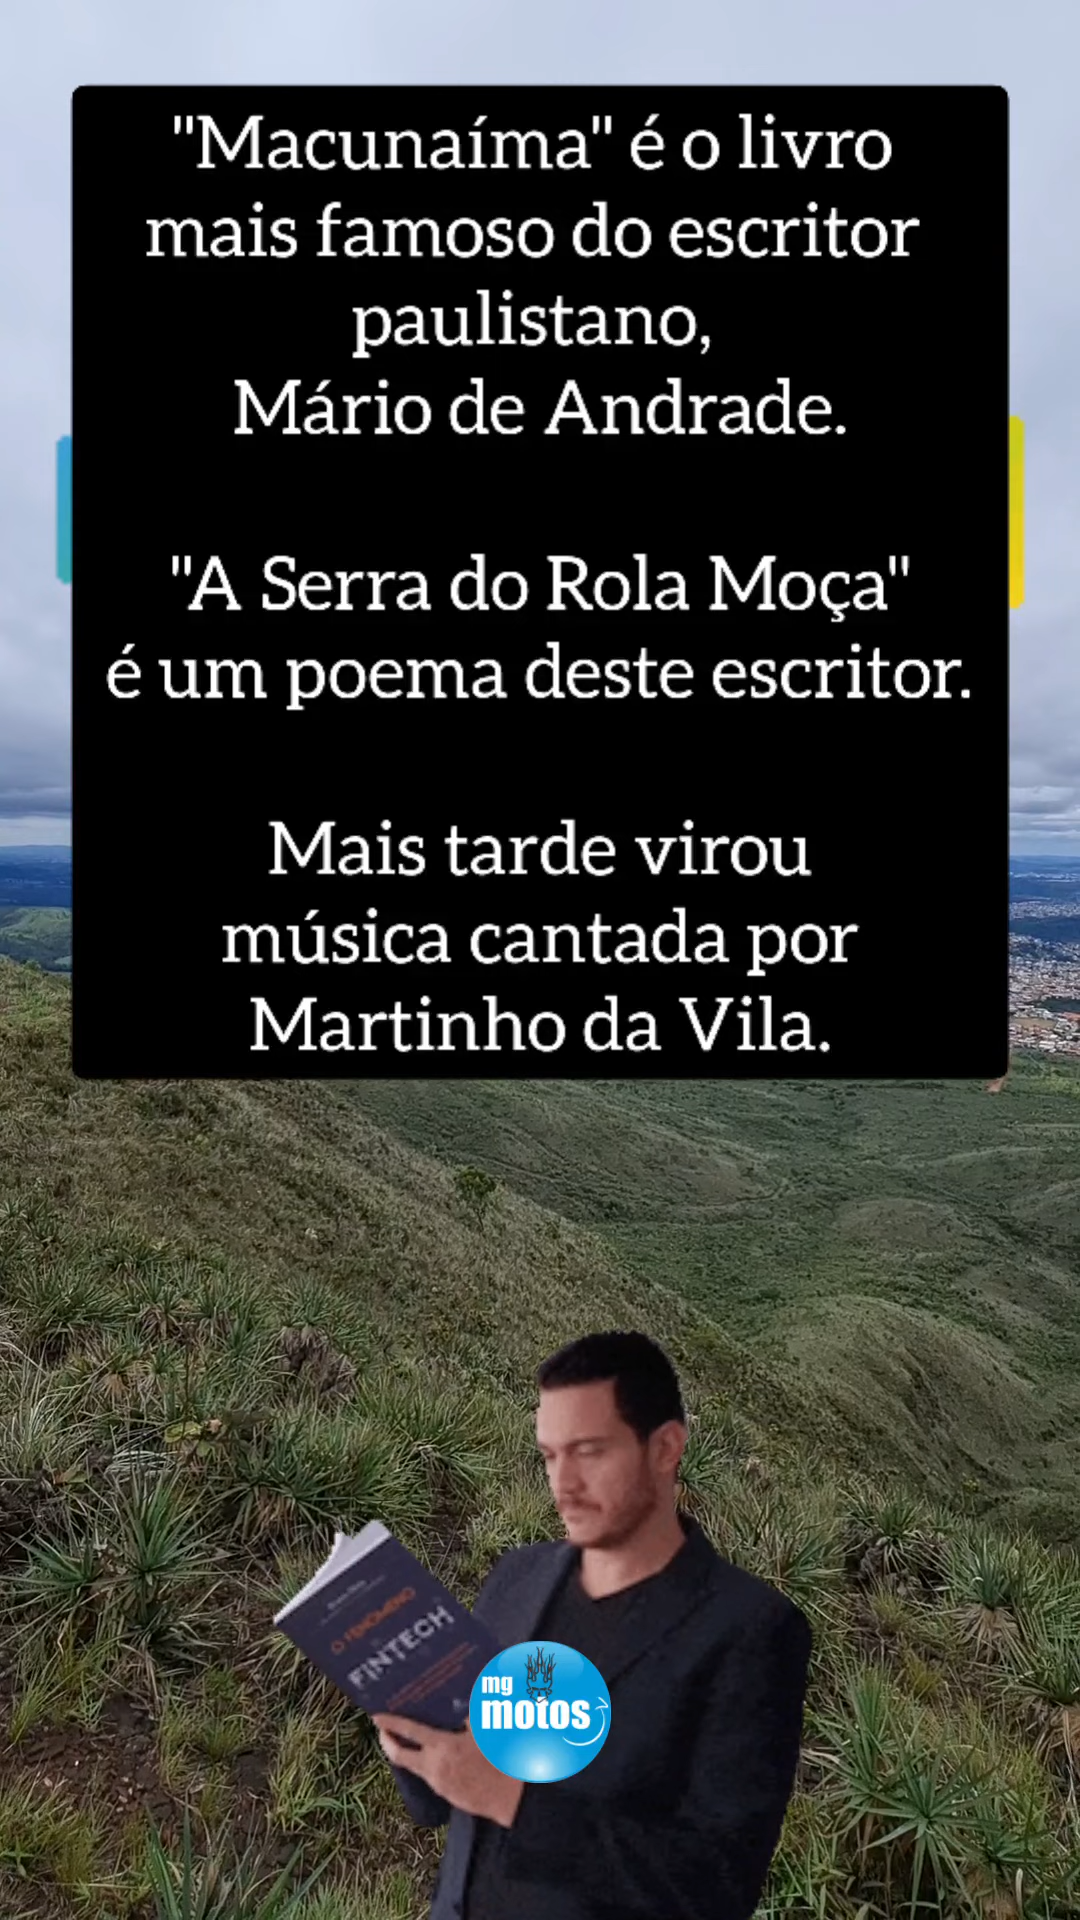 "Macunaíma" é o livro
mais famoso do escritor
paulistano,
Mário de Andrade.
"A Serra do Rola Moça"
é um poema deste escritor.
Mais tarde virou
música cantada por
Martinho da Vila.
O FENÔMENO
FINTECH
mg
motos